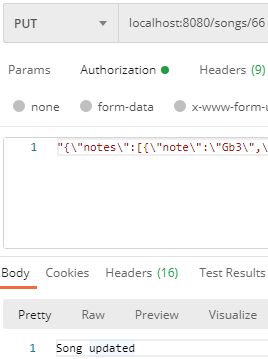 PUT localhost:8080/songs/66
Params Authorization Headers (9)
none form-data x-www-form-u
1 "{\"notes\":[{\"note\":\"Gb3\",\
Body Cookies Headers (16) Test Results
Pretty Raw Preview Visualize
1 Song updated